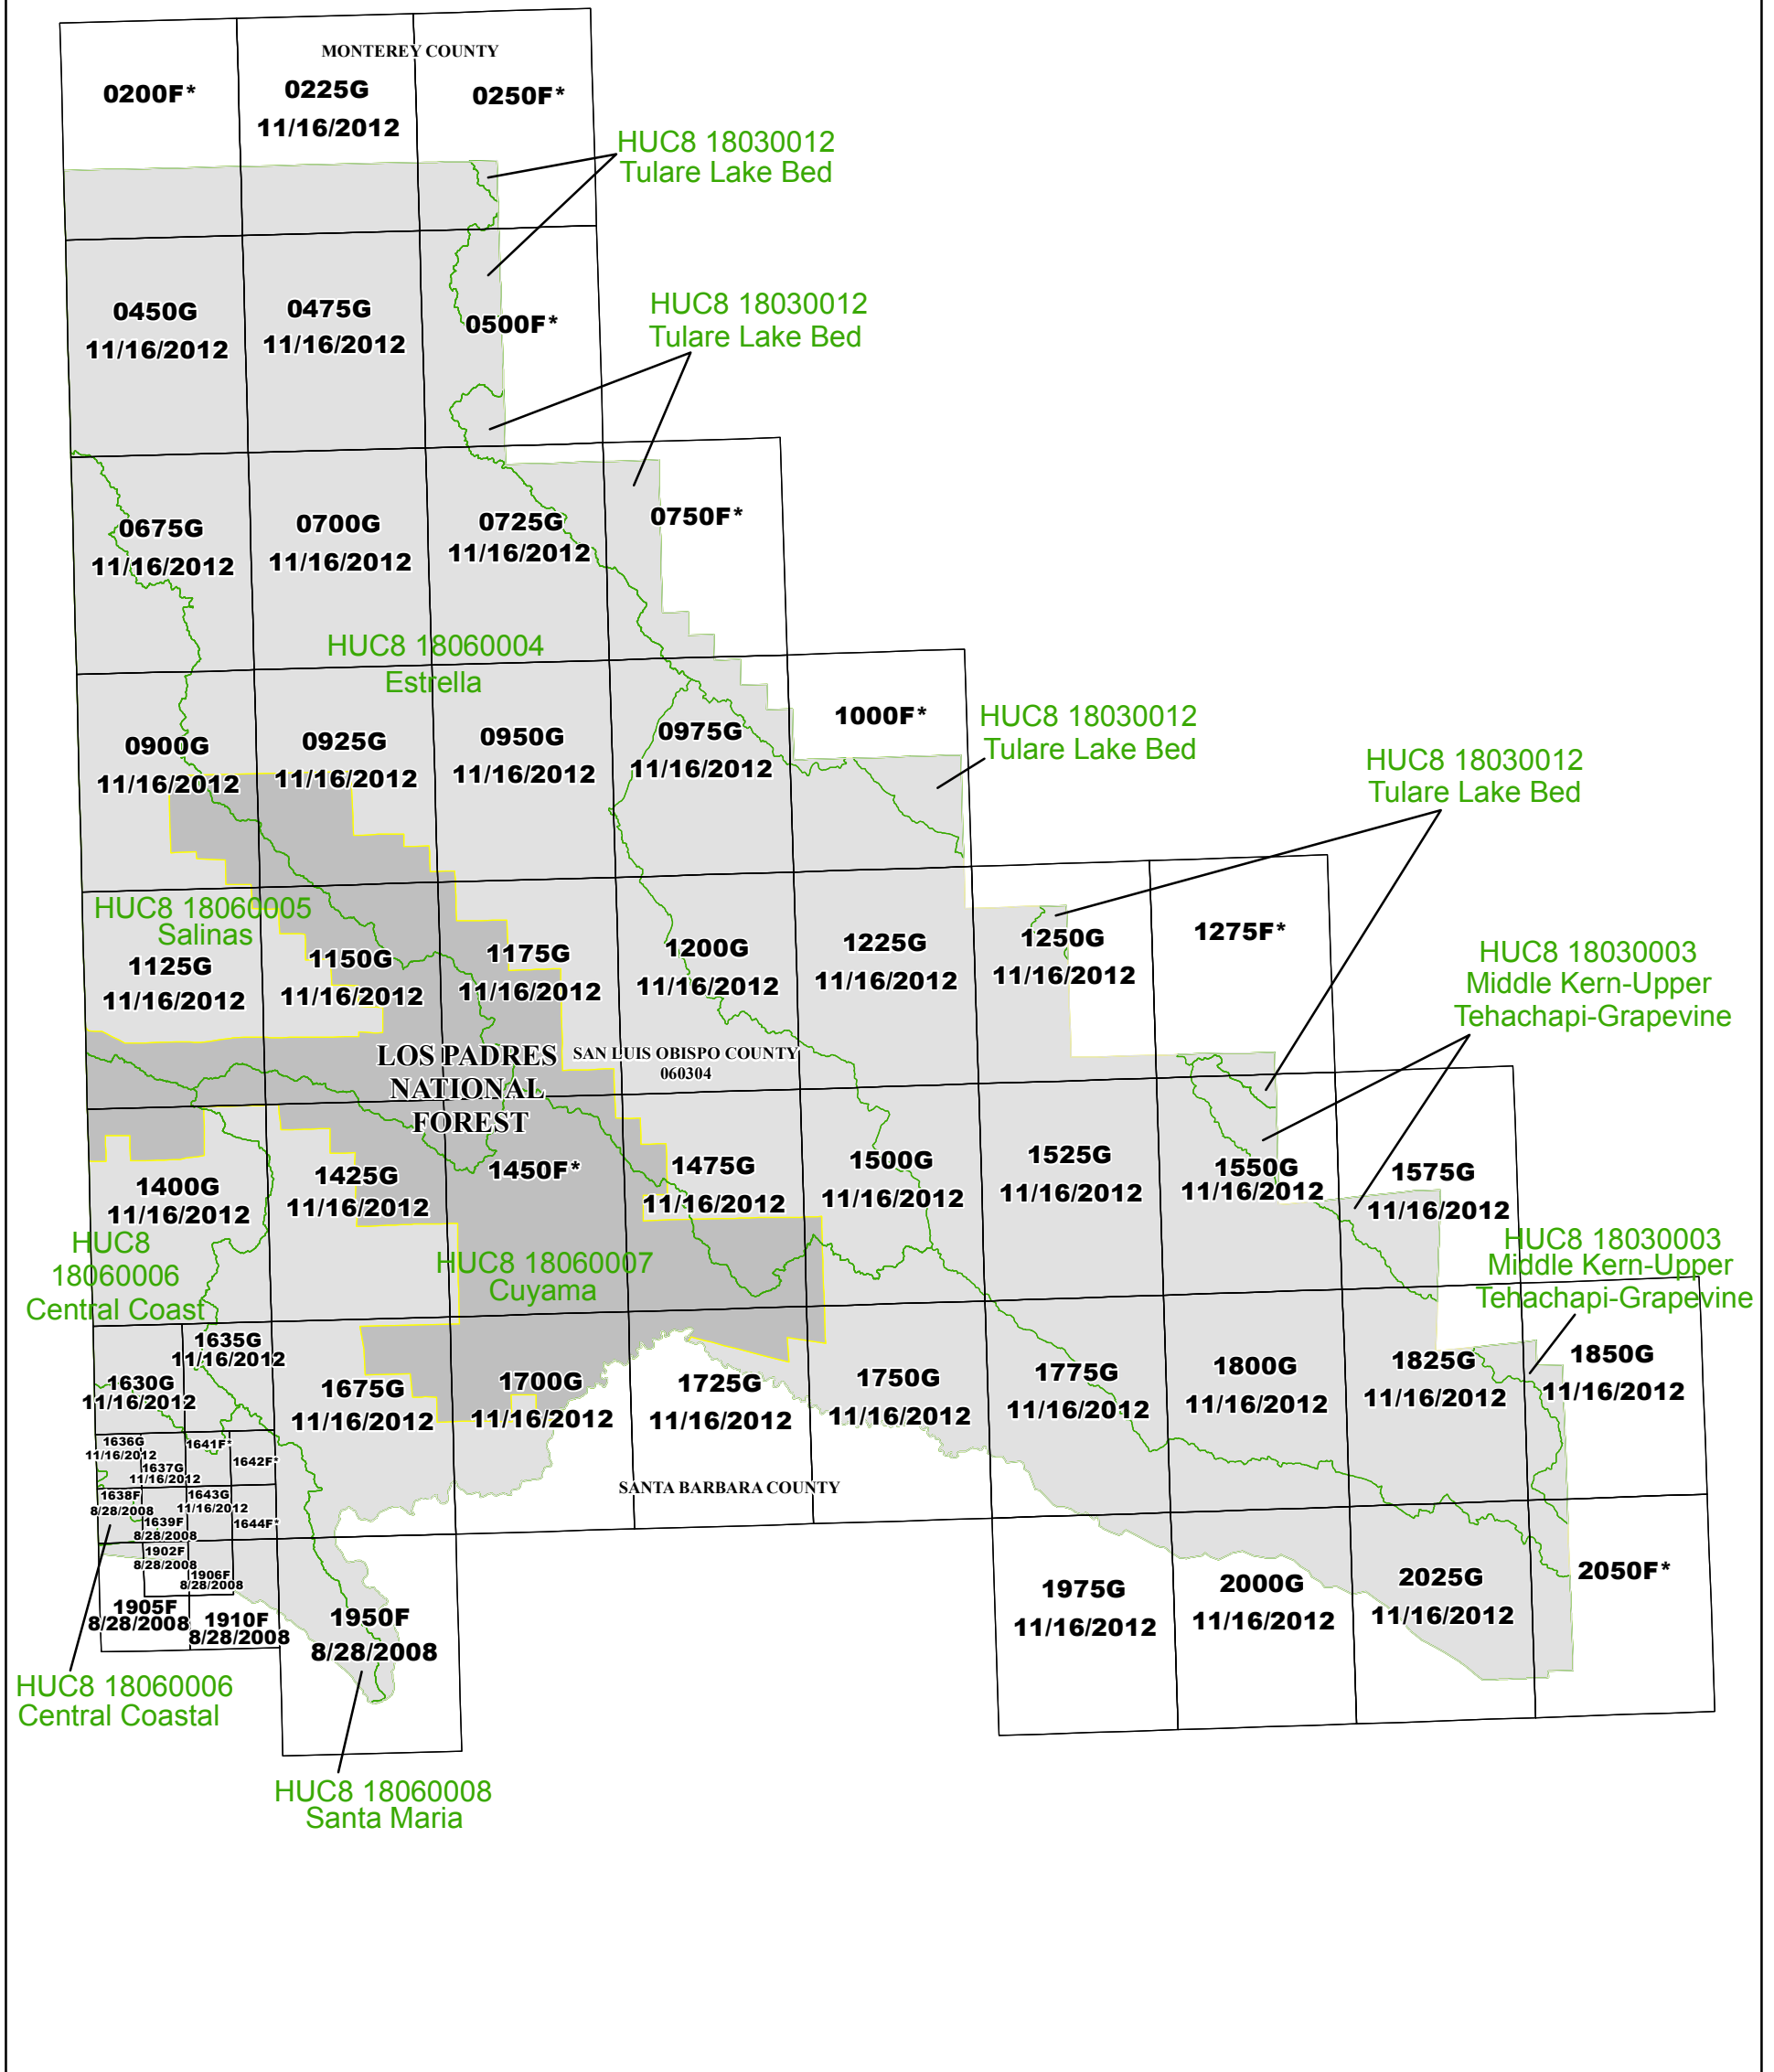 MONTEREY COUNTY
0200F*
0225G
11/16/2012
0250F*
HUC8 18030012
Tulare Lake Bed
0450G
11/16/2012
0475G
11/16/2012
0500F*
HUC8 18030012
Tulare Lake Bed
0675G
11/16/2012
0700G
11/16/2012
0725G
11/16/2012
0750F*
HUC8 18060004
Estrella
0900G
11/16/2012
0925G
11/16/2012
0950G
11/16/2012
0975G
11/16/2012
1000F*
HUC8 18030012
Tulare Lake Bed
HUC8 18030012
Tulare Lake Bed
HUC8 18060005
Salinas
1125G
11/16/2012
1150G
11/16/2012
1175G
11/16/2012
1200G
11/16/2012
1225G
11/16/2012
1250G
11/16/2012
1275F*
HUC8 18030003
Middle Kern-Upper
Tehachapi-Grapevine
LOS PADRES
NATIONAL
FOREST
SAN LUIS OBISPO COUNTY
060304
1400G
11/16/2012
1425G
11/16/2012
1450F*
1475G
11/16/2012
1500G
11/16/2012
1525G
11/16/2012
1550G
11/16/2012
1575G
11/16/2012
HUC8
18060006
Central Coast
HUC8 18060007
Cuyama
HUC8 18030003
Middle Kern-Upper
Tehachapi-Grapevine
1630G
11/16/2012
1635G
11/16/2012
1675G
11/16/2012
1700G
11/16/2012
1725G
11/16/2012
1750G
11/16/2012
1775G
11/16/2012
1800G
11/16/2012
1825G
11/16/2012
1850G
11/16/2012
1636G
11/16/2012
1637G
11/16/2012
1641F*
1642F*
1638F
8/28/2008
1639F
8/28/2008
1643G
11/16/2012
1644F*
SANTA BARBARA COUNTY
1902F
8/28/2008
1906F
8/28/2008
1905F
8/28/2008
1910F
8/28/2008
1950F
8/28/2008
1975G
11/16/2012
2000G
11/16/2012
2025G
11/16/2012
2050F*
HUC8 18060006
Central Coastal
HUC8 18060008
Santa Maria